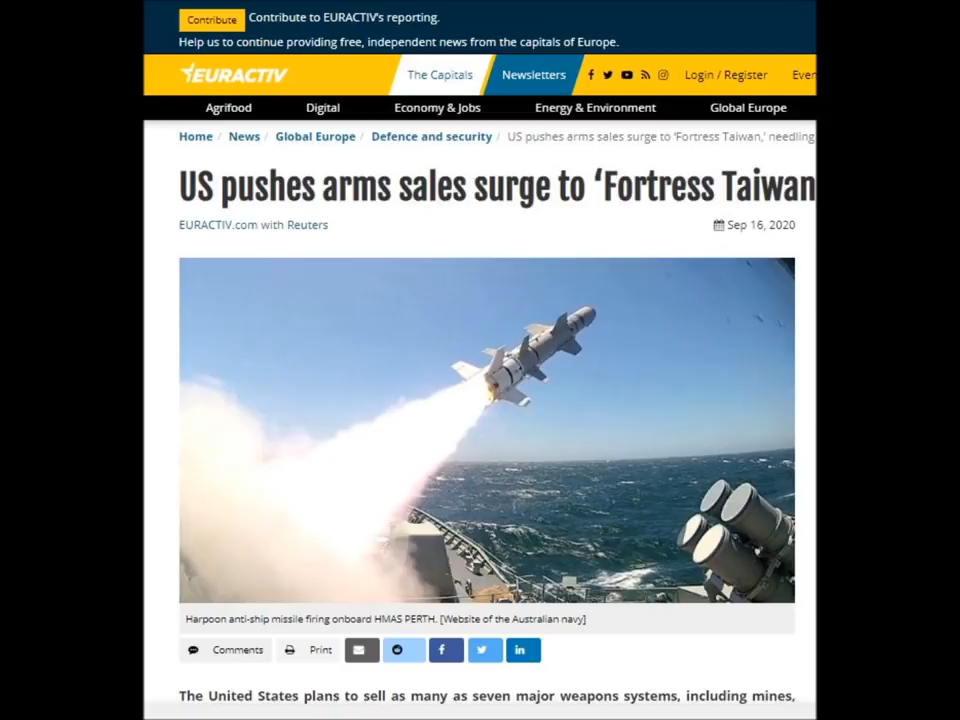 Contribute Contribute to EURACTIV's reporting.
Help us to continue providing free, independent news from the capitals of Europe.
EURACTIV The Capitals Newsletters Login / Register Even
Agrifood Digital Economy & Jobs Energy & Environment Global Europe
Home / News / Global Europe / Defence and security / US pushes arms sales surge to 'Fortress Taiwan,' needling
US pushes arms sales surge to ‘Fortress Taiwan
EURACTIV.com with Reuters Sep 16, 2020
Harpoon anti-ship missile firing onboard HMAS PERTH. [Website of the Australian navy]
Comments Print
The United States plans to sell as many as seven major weapons systems, including mines,